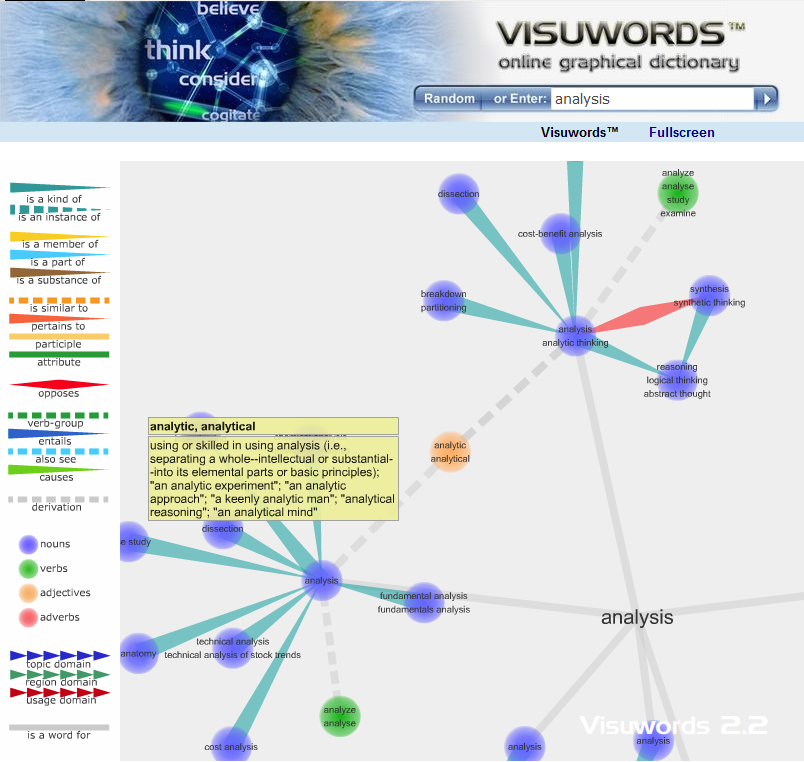 believe
think
consider
cogitate
VISUWORDS™
online graphical dictionary
Random or Enter: analysis
Visuwords™ Fullscreen
is a kind of
is an instance of
is a member of
is a part of
is a substance of
is similar to
pertains to
participle
attribute
opposes
verb-group
entails
also see
causes
derivation
nouns
verbs
adjectives
adverbs
topic domain
region domain
usage domain
is a word for
dissection
analyze
analyse
study
examine
cost-benefit analysis
breakdown
partitioning
synthesis
synthetic thinking
analysis
analytic thinking
reasoning
logical thinking
abstract thought
analytic
analytical
analytic, analytical
using or skilled in using analysis (i.e.,
separating a whole--intellectual or substantial-
-into its elemental parts or basic principles);
"an analytic experiment"; "an analytic
approach"; "a keenly analytic man"; "analytical
reasoning"; "an analytical mind"
dissection
e study
analysis
fundamental analysis
fundamentals analysis
analysis
technical analysis
technical analysis of stock trends
anatomy
analyze
analyse
cost analysis
analysis
analysis
Visuwords 2.2